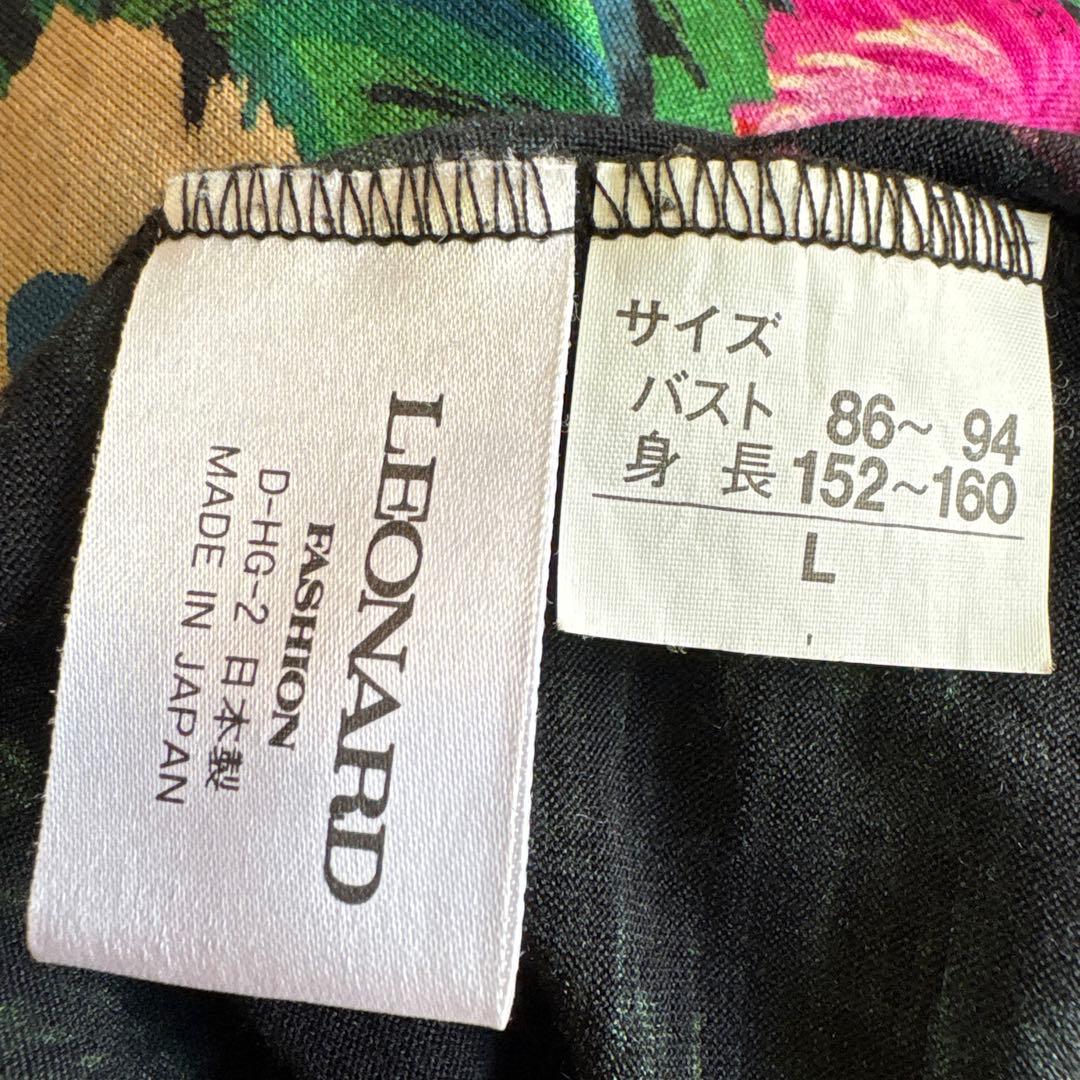 LEONARD
FASHION
D-HG-2 日本製
MADE IN JAPAN
サイズ
バスト 86～94
身長 152～160
L